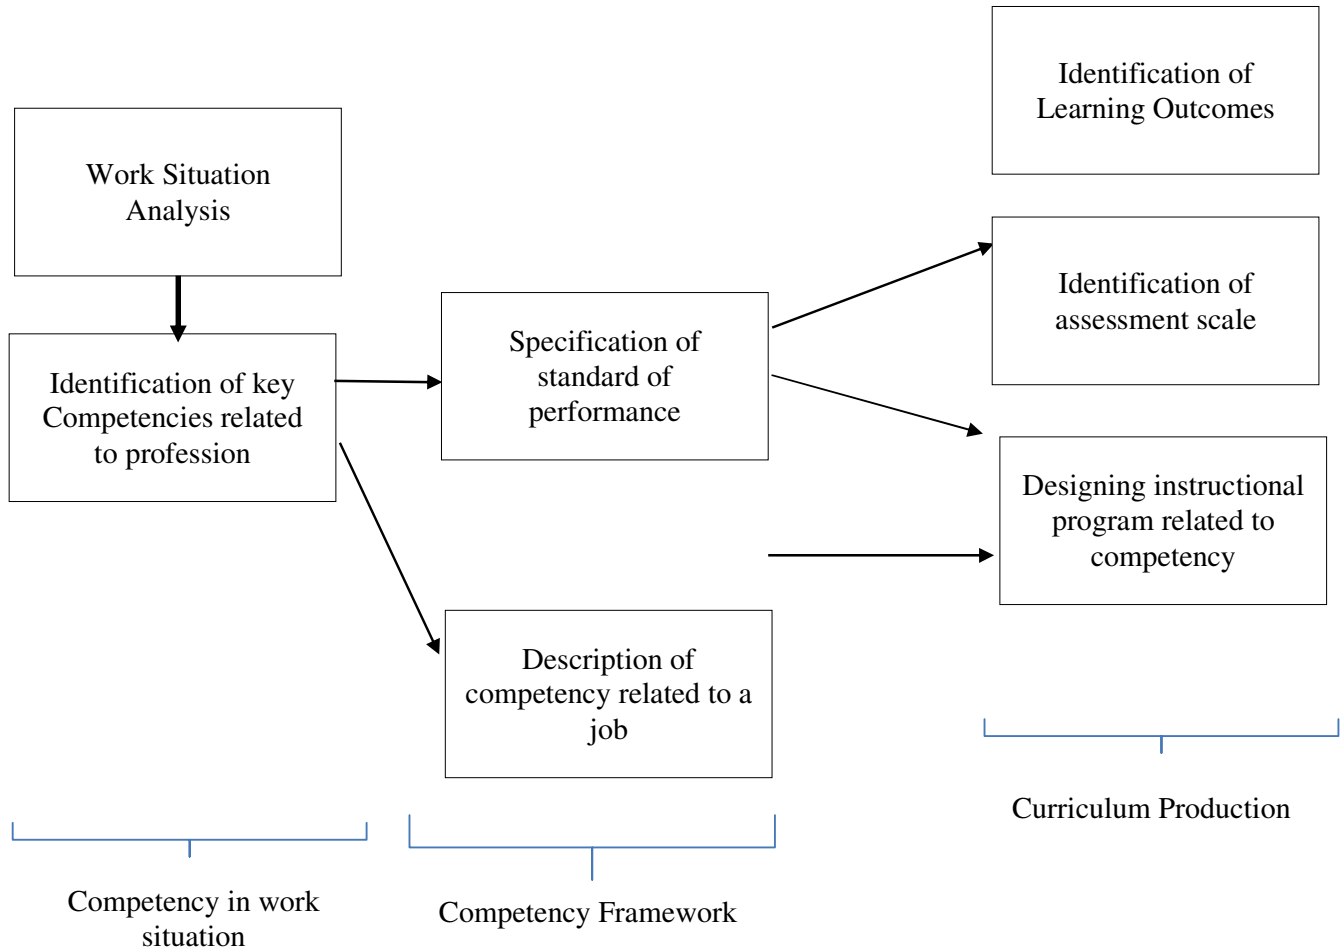 Work Situation
Analysis
Identification of key
Competencies related
to profession
Competency in work
situation
Specification of
standard of
performance
Description of
competency related to a
job
Competency Framework
Identification of
Learning Outcomes
Identification of
assessment scale
Designing instructional
program related to
competency
Curriculum Production